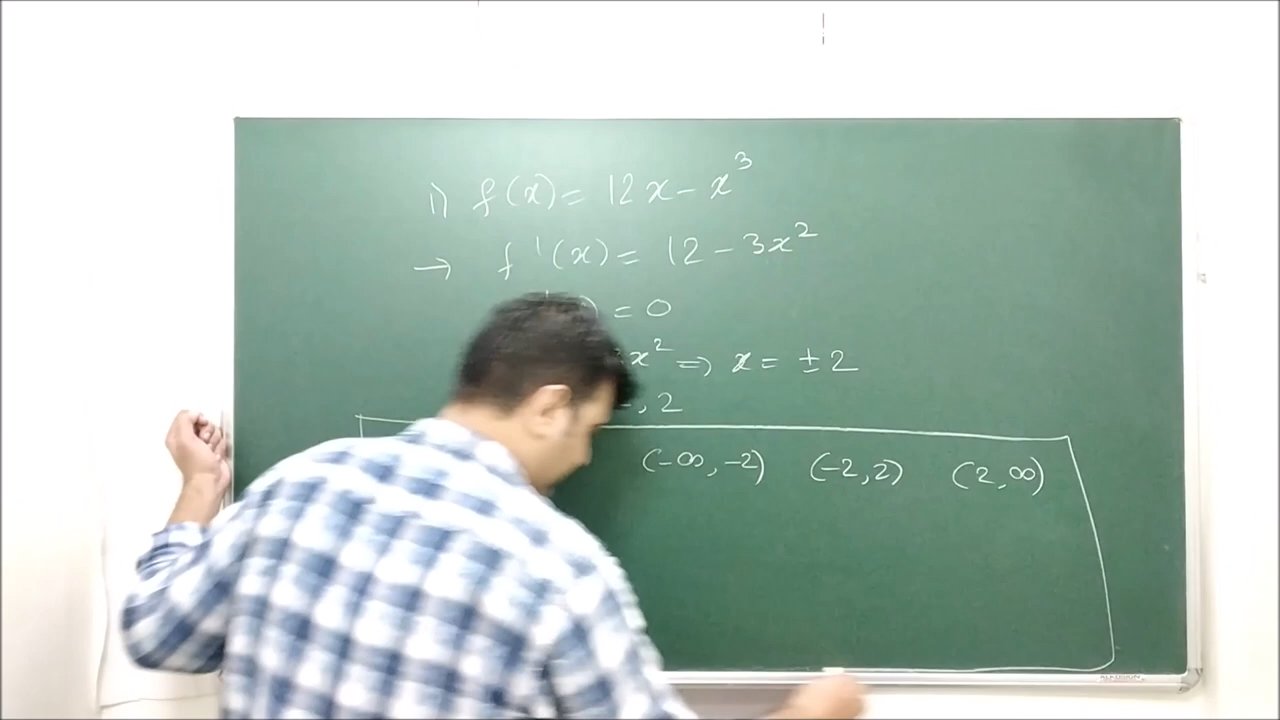 1) f(x) = 12x - x³
→ f'(x) = 12 - 3x²
) = 0
x² => x = ±2
, 2
(-∞, -2) (-2, 2) (2, ∞)